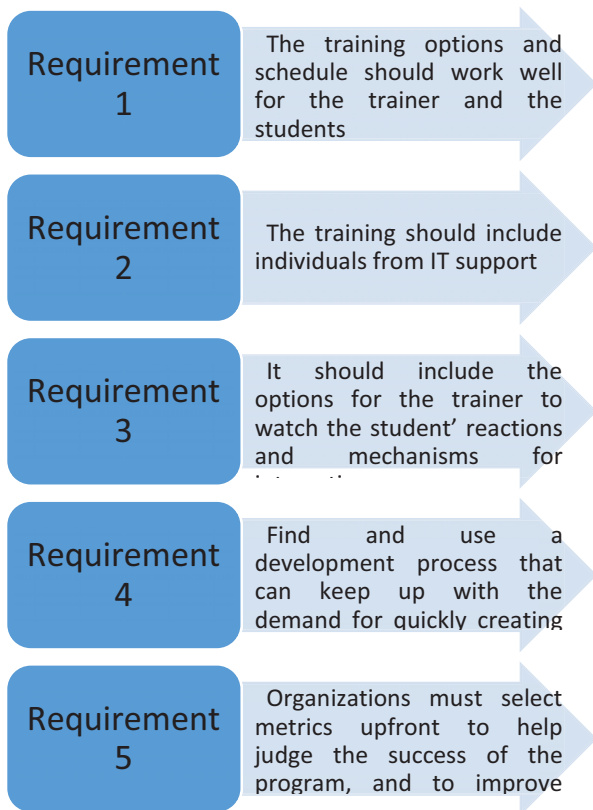 Requirement
1
The training options and
schedule should work well
for the trainer and the
students
Requirement
2
The training should include
individuals from IT support
Requirement
3
It should include the
options for the trainer to
watch the student’ reactions
and mechanisms for
Requirement
4
Find and use a
development process that
can keep up with the
demand for quickly creating
Requirement
5
Organizations must select
metrics upfront to help
judge the success of the
program, and to improve